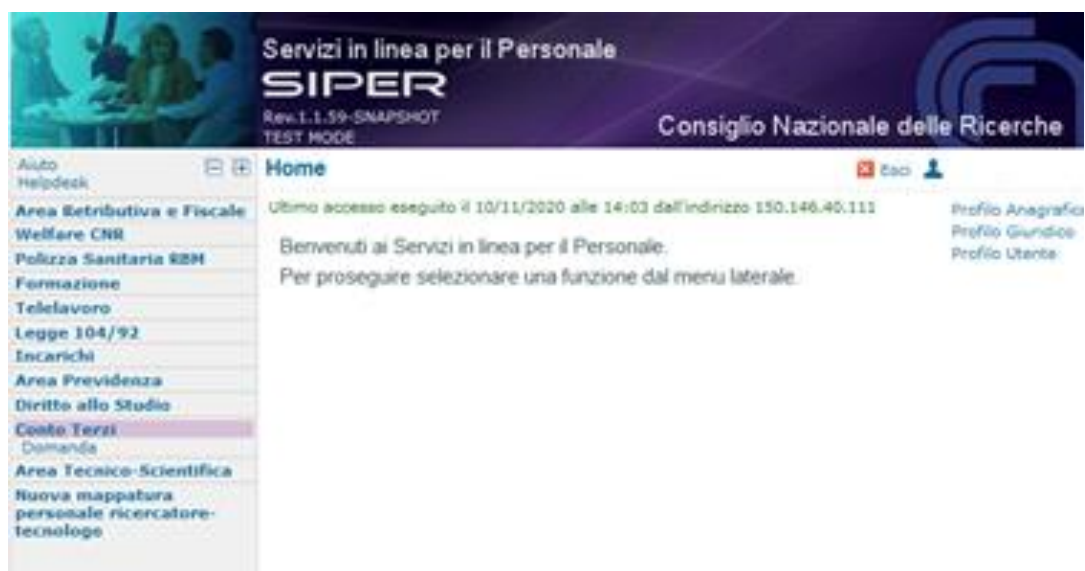 Servizi in linea per il Personale
SIPER
Rev.1.1.59-SNAPSHOT
TEST MODE
Consiglio Nazionale delle Ricerche
Aiuto
Helpdesk
Home
Esci
Ultimo accesso eseguito il 10/11/2020 alle 14:03 dall'indirizzo 150.146.40.111
Benvenuti ai Servizi in linea per il Personale.
Per proseguire selezionare una funzione dal menu laterale.
Area Retributiva e Fiscale
Welfare CNR
Polizza Sanitaria RBM
Formazione
Telelavoro
Legge 104/92
Incarichi
Area Previdenza
Diritto allo Studio
Conto Terzi
Domanda
Area Tecnico-Scientifica
Nuova mappatura
personale ricercatore-
tecnologo
Profilo Anagrafico
Profilo Giuridico
Profilo Utente